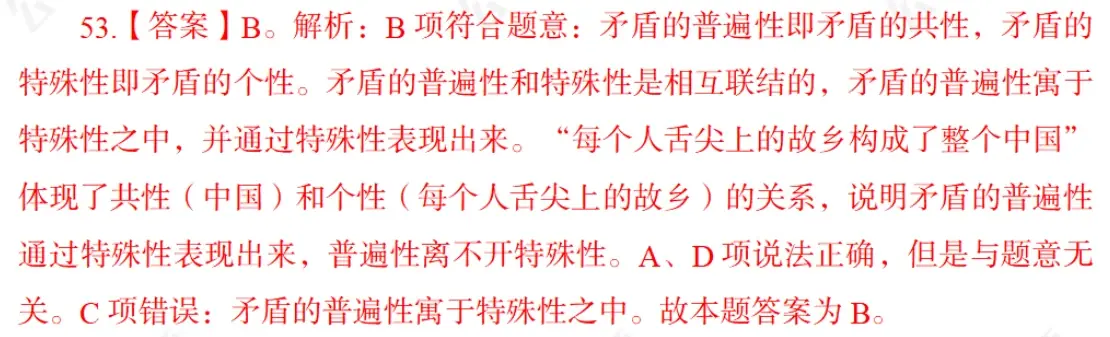 53.【答案】B。解析：B 项符合题意：矛盾的普遍性即矛盾的共性，矛盾的
特殊性即矛盾的个性。矛盾的普遍性和特殊性是相互联结的，矛盾的普遍性寓于
特殊性之中，并通过特殊性表现出来。“每个人舌尖上的故乡构成了整个中国”
体现了共性（中国）和个性（每个人舌尖上的故乡）的关系，说明矛盾的普遍性
通过特殊性表现出来，普遍性离不开特殊性。A、D 项说法正确，但是与题意无
关。C 项错误：矛盾的普遍性寓于特殊性之中。故本题答案为 B。